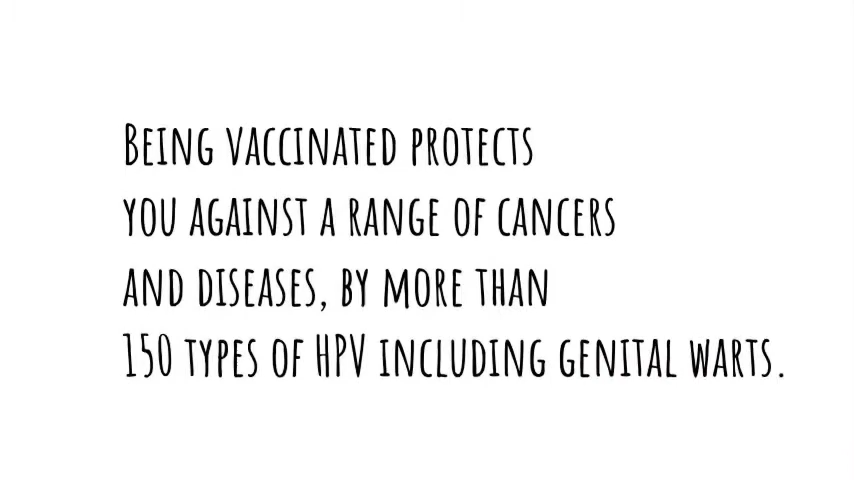 Being vaccinated protects
you against a range of cancers
and diseases, by more than
150 types of HPV including genital warts.